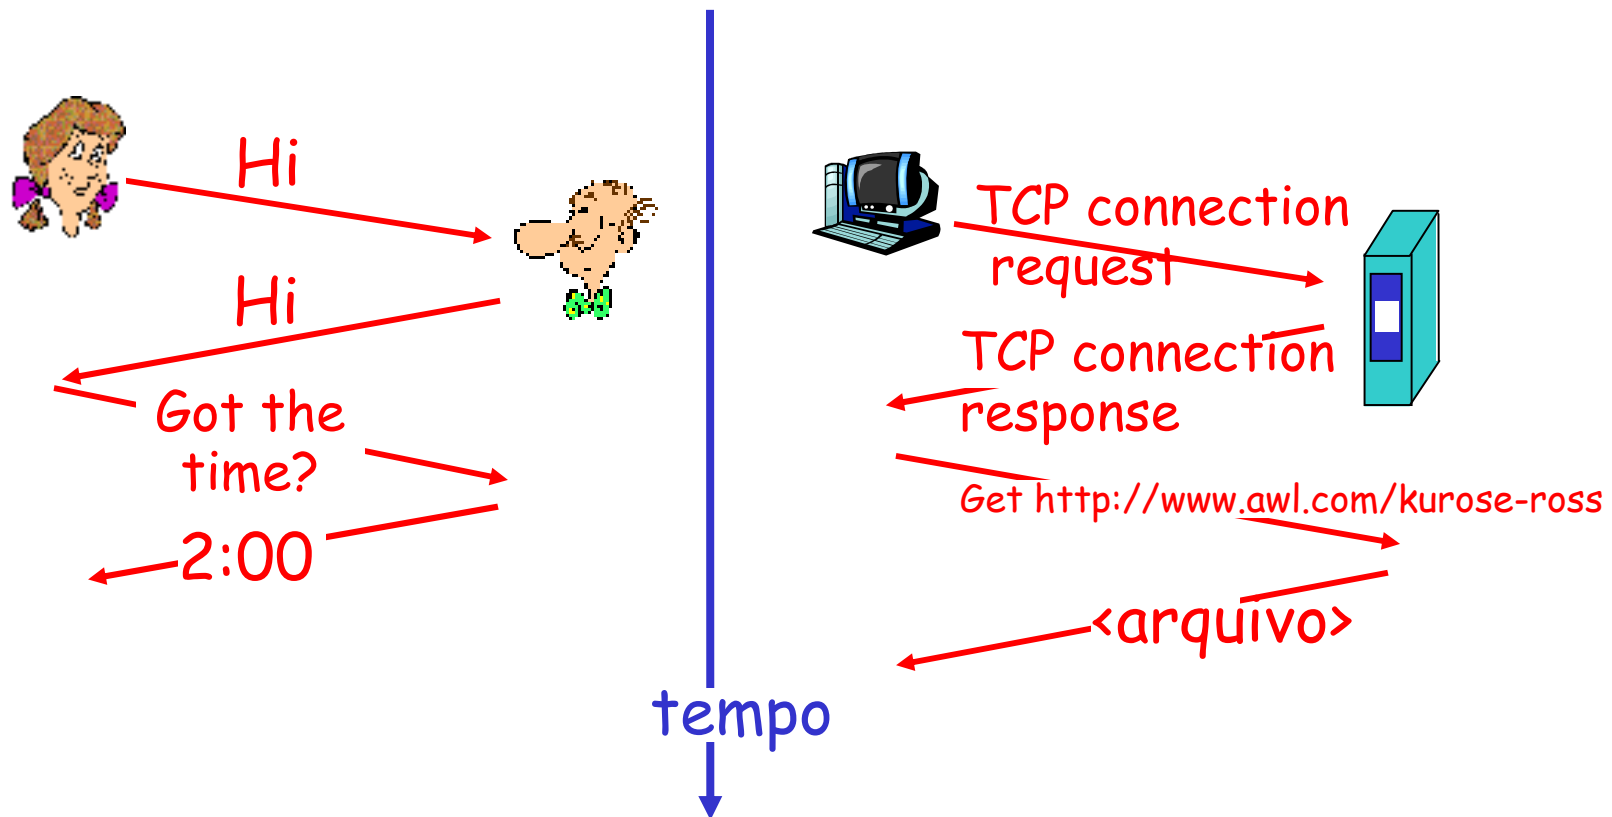 Hi
Hi
Got the
time?
2:00
TCP connection
request
TCP connection
response
Get http://www.awl.com/kurose-ross
<arquivo>
tempo